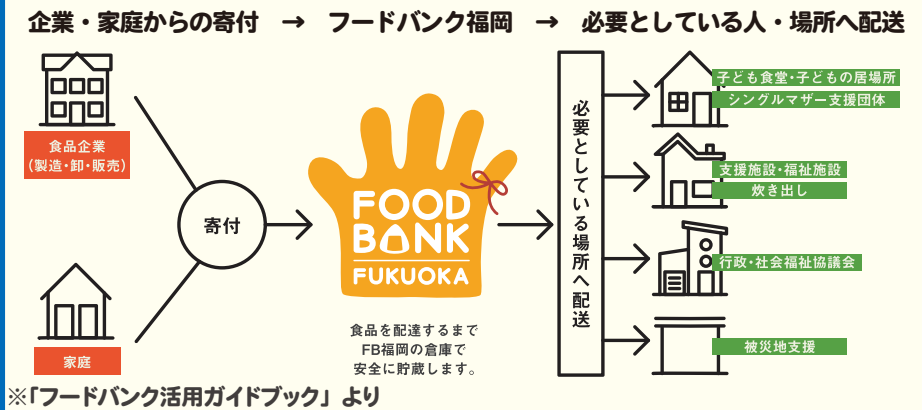 企業・家庭からの寄付 → フードバンク福岡 → 必要としている人・場所へ配送
食品企業
(製造・卸・販売)
家庭
寄付
FOOD
BANK
FUKUOKA
食品を配達するまで
FB福岡の倉庫で
安全に貯蔵します。
必要としている場所へ配送
子ども食堂・子どもの居場所
シングルマザー支援団体
支援施設・福祉施設
炊き出し
行政・社会福祉協議会
被災地支援
※「フードバンク活用ガイドブック」より